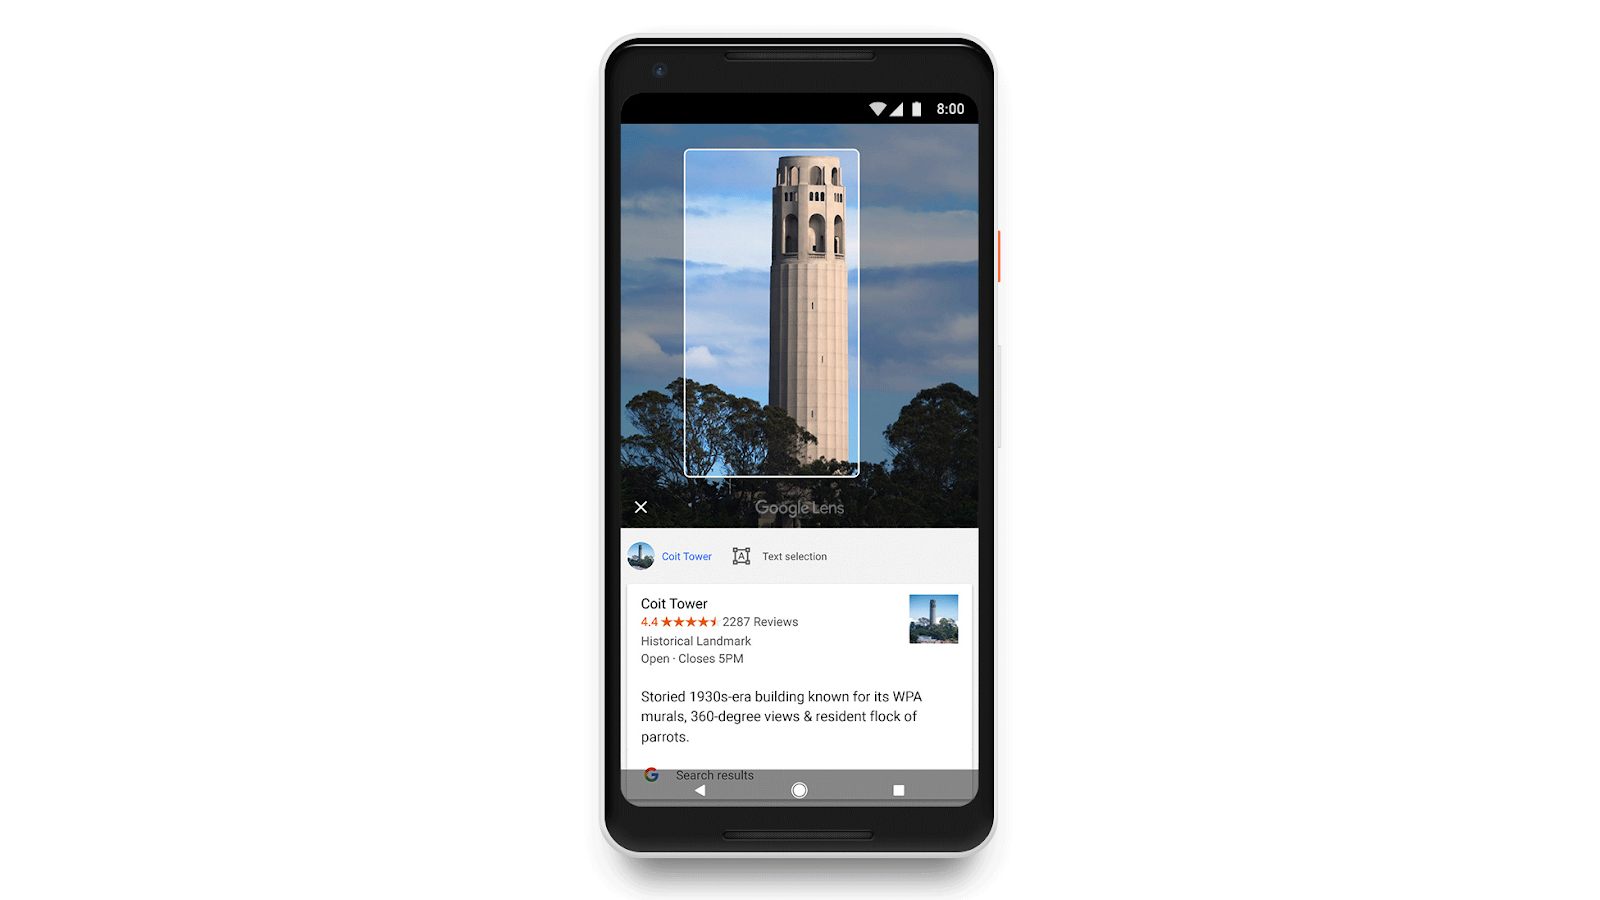 8:00
Google Lens
Coit Tower
Text selection
Coit Tower
4.4 2287 Reviews
Historical Landmark
Open · Closes 5PM
Storied 1930s-era building known for its WPA
murals, 360-degree views & resident flock of
parrots.
Search results